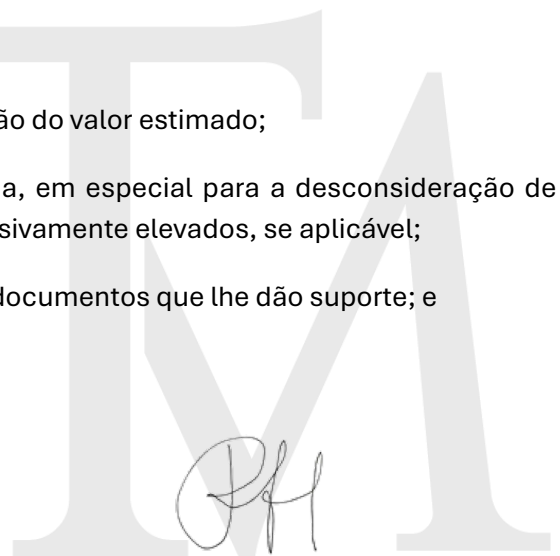 ão do valor estimado;
a, em especial para a desconsideração de
sivamente elevados, se aplicável;
documentos que lhe dão suporte; e